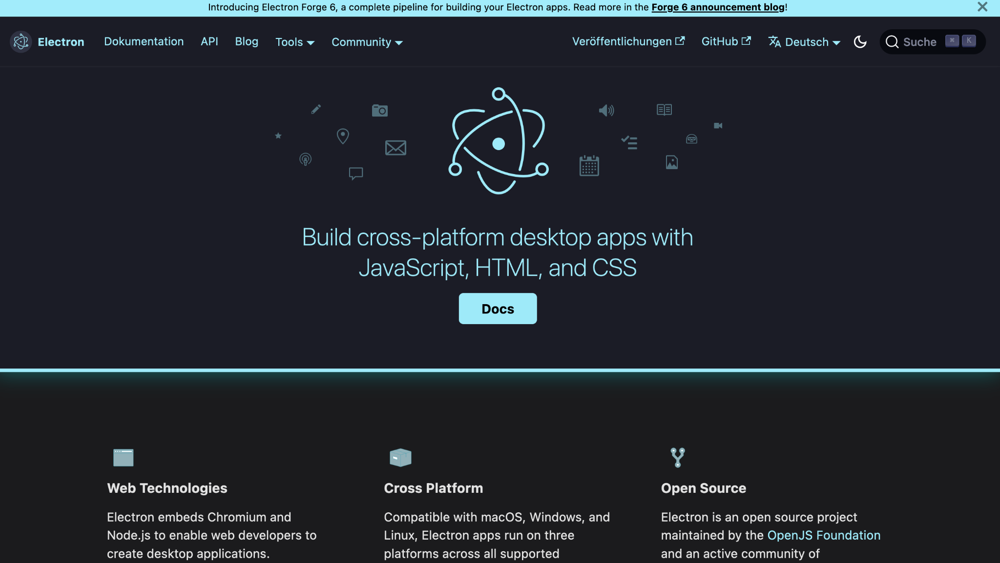 Introducing Electron Forge 6, a complete pipeline for building your Electron apps. Read more in the Forge 6 announcement blog!
Electron Dokumentation API Blog Tools Community Veröffentlichungen GitHub Deutsch Suche ⌘ K
Build cross-platform desktop apps with
JavaScript, HTML, and CSS
Docs
Web Technologies
Electron embeds Chromium and
Node.js to enable web developers to
create desktop applications.
Cross Platform
Compatible with macOS, Windows, and
Linux, Electron apps run on three
platforms across all supported
Open Source
Electron is an open source project
maintained by the OpenJS Foundation
and an active community of